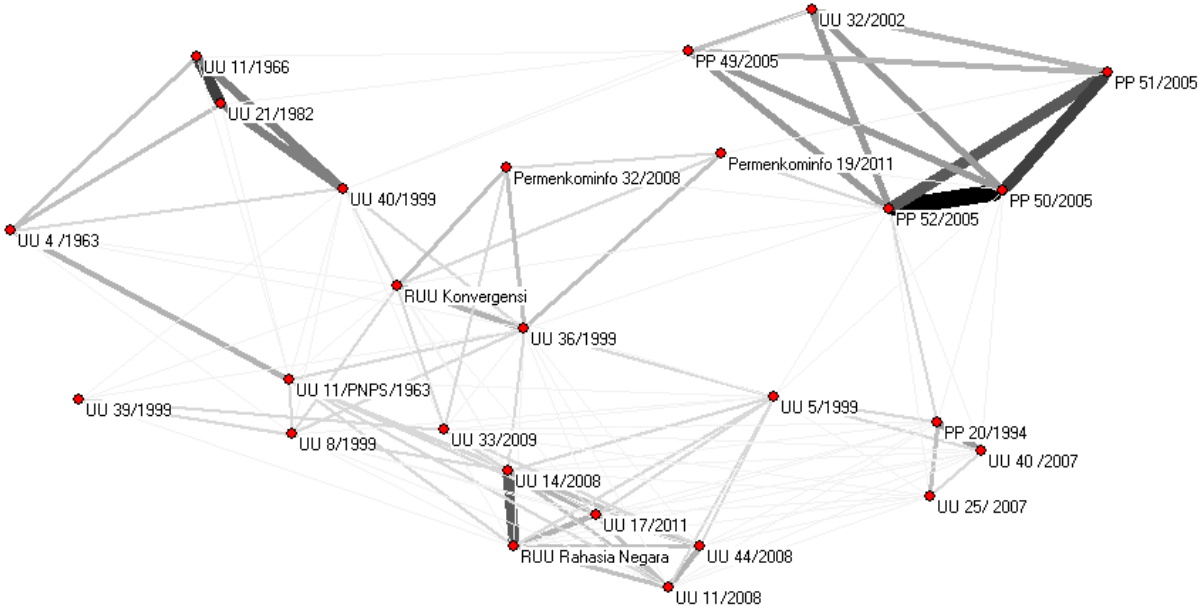 UU 32/2002
PP 49/2005
UU 11/1966
PP 51/2005
UU 21/1982
Permenkominfo 19/2011
Permenkominfo 32/2008
UU 40/1999
PP 50/2005
PP 52/2005
UU 4 /1963
RUU Konvergensi
UU 36/1999
UU 11/PNPS/1963
UU 39/1999
UU 5/1999
PP 20/1994
UU 8/1999
UU 33/2009
UU 40 /2007
UU 14/2008
UU 25/ 2007
UU 17/2011
RUU Rahasia Negara
UU 44/2008
UU 11/2008